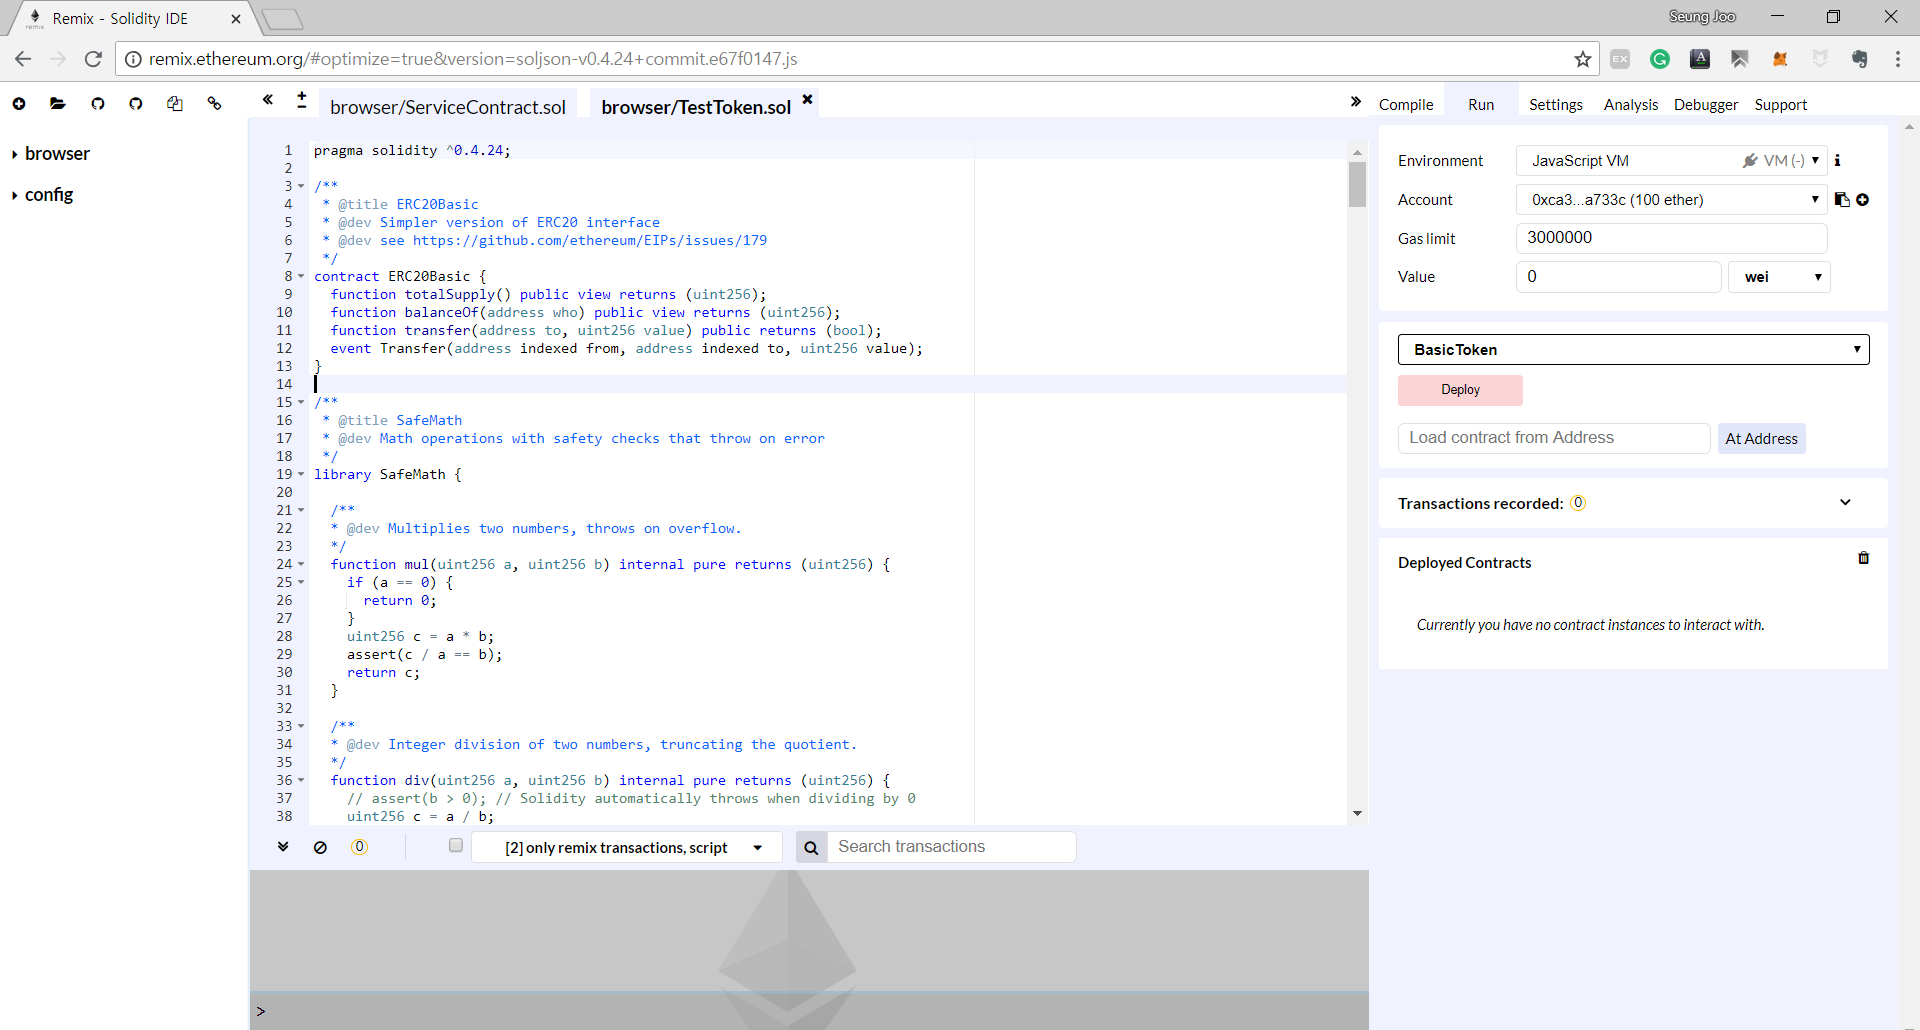 Remix - Solidity IDE
Seung Joo
remix.ethereum.org/#optimize=true&version=soljson-v0.4.24+commit.e67f0147.js
browser
config
browser/ServiceContract.sol
browser/TestToken.sol
1 pragma solidity ^0.4.24;
2
3 /**
4 * @title ERC20Basic
5 * @dev Simpler version of ERC20 interface
6 * @dev see https://github.com/ethereum/EIPs/issues/179
7 */
8 contract ERC20Basic {
9 function totalSupply() public view returns (uint256);
10 function balanceOf(address who) public view returns (uint256);
11 function transfer(address to, uint256 value) public returns (bool);
12 event Transfer(address indexed from, address indexed to, uint256 value);
13 }
14
15 /**
16 * @title SafeMath
17 * @dev Math operations with safety checks that throw on error
18 */
19 library SafeMath {
20
21 /**
22 * @dev Multiplies two numbers, throws on overflow.
23 */
24 function mul(uint256 a, uint256 b) internal pure returns (uint256) {
25 if (a == 0) {
26 return 0;
27 }
28 uint256 c = a * b;
29 assert(c / a == b);
30 return c;
31 }
32
33 /**
34 * @dev Integer division of two numbers, truncating the quotient.
35 */
36 function div(uint256 a, uint256 b) internal pure returns (uint256) {
37 // assert(b > 0); // Solidity automatically throws when dividing by 0
38 uint256 c = a / b;
0
[2] only remix transactions, script
Search transactions
>
Compile
Run
Settings
Analysis
Debugger
Support
Environment
JavaScript VM
VM (-)
Account
0xca3...a733c (100 ether)
Gas limit
3000000
Value
0
wei
BasicToken
Deploy
Load contract from Address
At Address
Transactions recorded: 0
Deployed Contracts
Currently you have no contract instances to interact with.